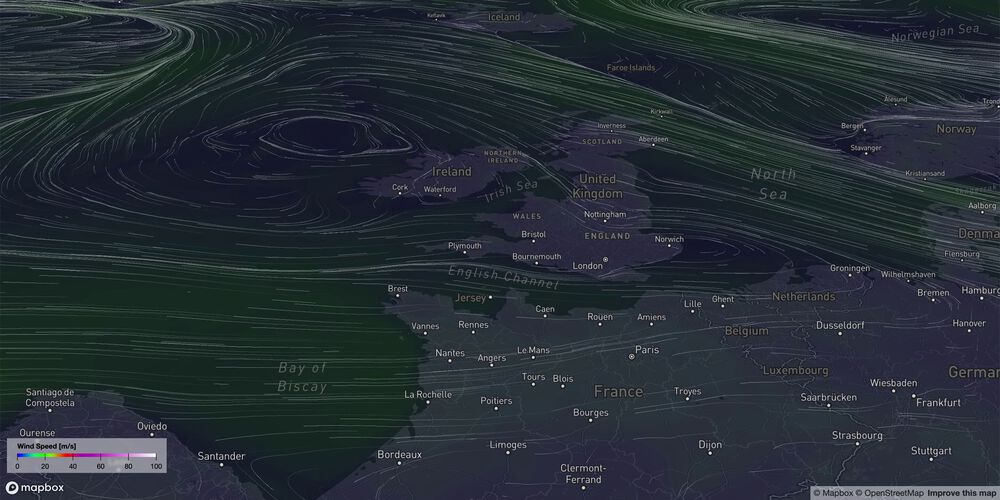 Keflavik
Iceland
Norwegian Sea
Faroe Islands
Ålesund
Kirkwall
Bergen
Norway
Inverness
Stavanger
SCOTLAND
Aberdeen
NORTHERN
IRELAND
Ireland
Kristiansand
North
Sea
United
Kingdom
Cork
Waterford
Irish Sea
Aalborg
WALES
Nottingham
Bristol
ENGLAND
Denma
Plymouth
Norwich
Bournemouth
London
Flensburg
English Channel
Groningen
Wilhelmshaven
Brest
Jersey
Bremen
Hamburg
Caen
Lille
Ghent
Netherlands
Vannes
Rennes
Rouen
Amiens
Belgium
Dusseldorf
Hanover
Nantes
Angers
Le Mans
Paris
Bay of
Biscay
Tours
Blois
Luxembourg
German
La Rochelle
Poitiers
France
Troyes
Saarbrücken
Wiesbaden
Frankfurt
Santiago de
Compostela
Bourges
Ourense
Oviedo
Strasbourg
Santander
Bordeaux
Limoges
Dijon
Stuttgart
Clermont-
Ferrand
Wind Speed [m/s]
0 20 40 60 80 100
mapbox
© Mapbox © OpenStreetMap Improve this map